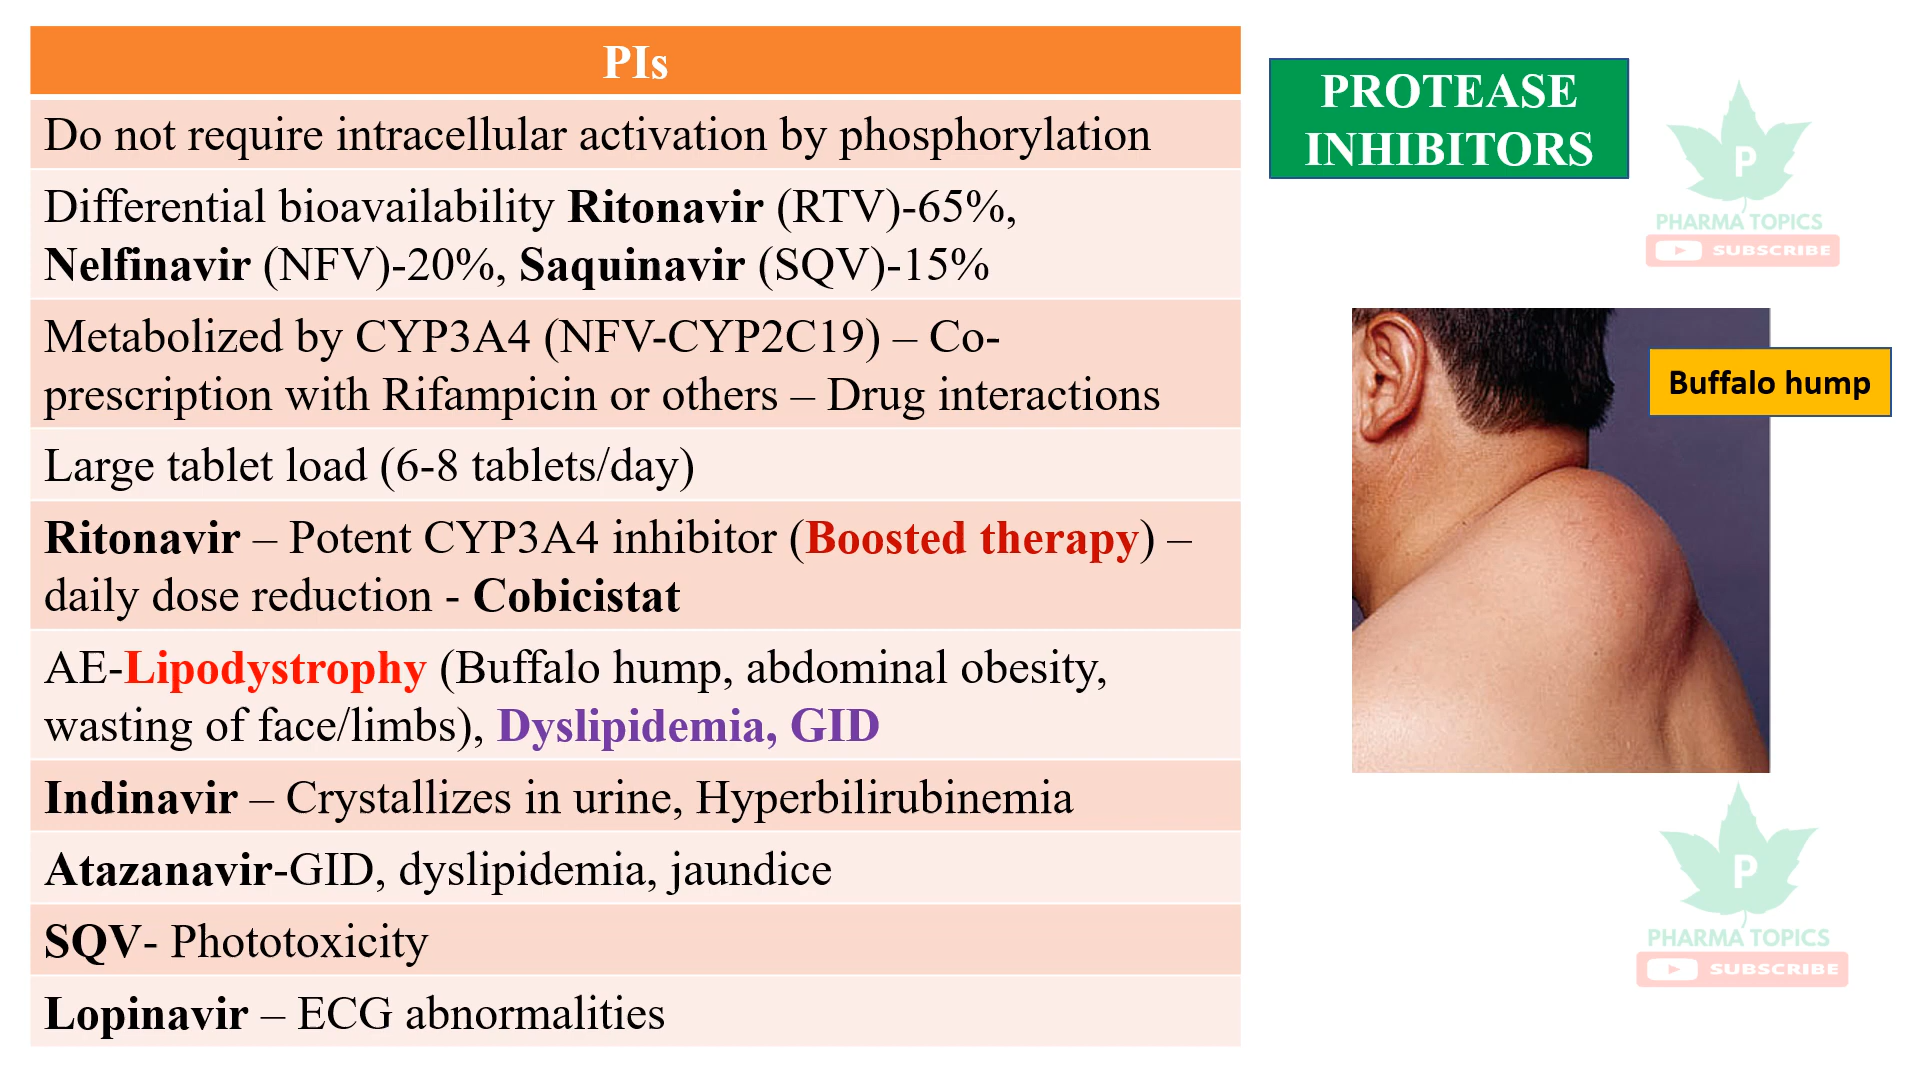 PIs
Do not require intracellular activation by phosphorylation
Differential bioavailability Ritonavir (RTV)-65%,
Nelfinavir (NFV)-20%, Saquinavir (SQV)-15%
Metabolized by CYP3A4 (NFV-CYP2C19) – Co-
prescription with Rifampicin or others – Drug interactions
Large tablet load (6-8 tablets/day)
Ritonavir – Potent CYP3A4 inhibitor (Boosted therapy) –
daily dose reduction - Cobicistat
AE-Lipodystrophy (Buffalo hump, abdominal obesity,
wasting of face/limbs), Dyslipidemia, GID
Indinavir – Crystallizes in urine, Hyperbilirubinemia
Atazanavir-GID, dyslipidemia, jaundice
SQV- Phototoxicity
Lopinavir – ECG abnormalities
PROTEASE
INHIBITORS
P
PHARMA TOPICS
SUBSCRIBE
Buffalo hump
P
PHARMA TOPICS
SUBSCRIBE